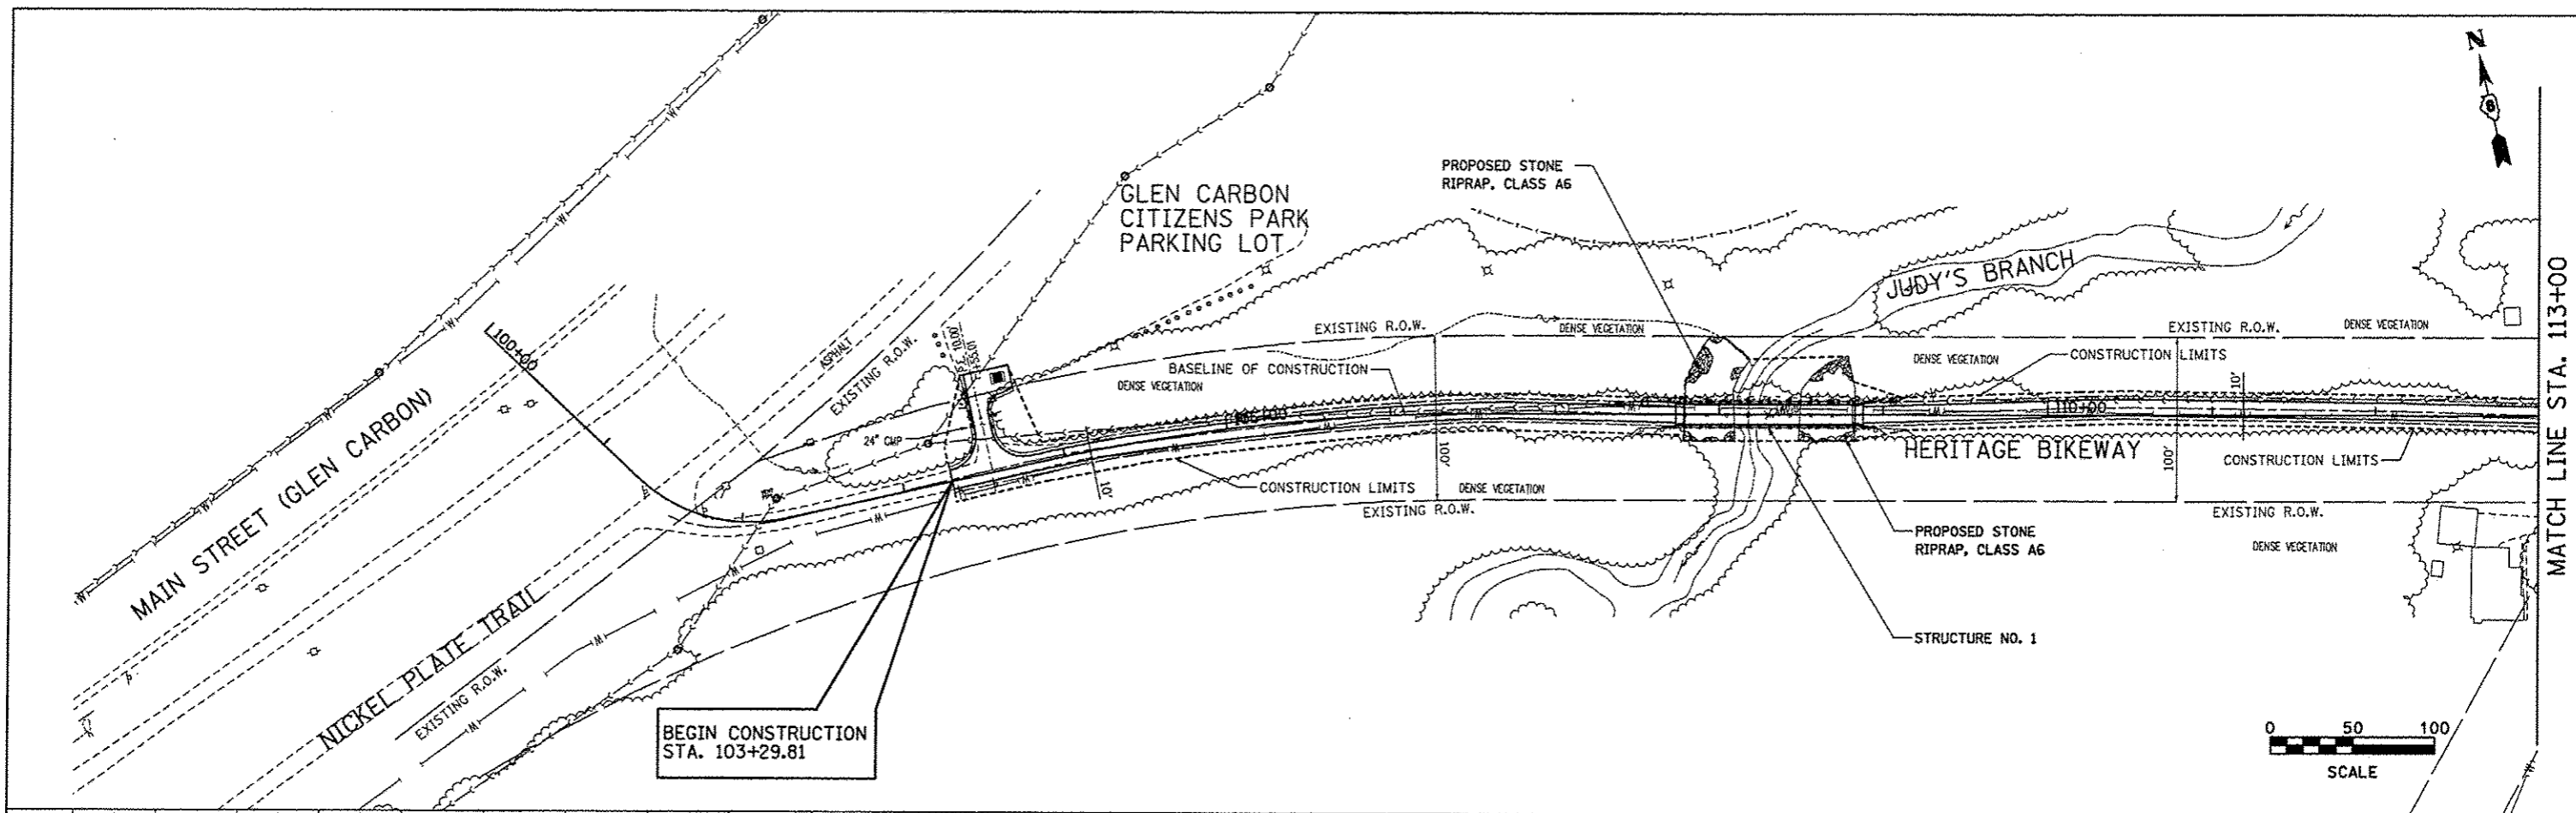 N
PROPOSED STONE
RIPRAP, CLASS A6
GLEN CARBON
CITIZENS PARK
PARKING LOT
JUDY'S BRANCH
100+00
ASPHALT
EXISTING R.O.W.
EXISTING R.O.W.
DENSE VEGETATION
EXISTING R.O.W.
DENSE VEGETATION
BASELINE OF CONSTRUCTION
DENSE VEGETATION
DENSE VEGETATION
CONSTRUCTION LIMITS
10'
110+00
MAIN STREET (GLEN CARBON)
24" CMP
HERITAGE BIKEWAY
100'
100'
CONSTRUCTION LIMITS
10'
CONSTRUCTION LIMITS
DENSE VEGETATION
EXISTING R.O.W.
EXISTING R.O.W.
DENSE VEGETATION
PROPOSED STONE
RIPRAP, CLASS A6
STRUCTURE NO. 1
NICKEL PLATE TRAIL
EXISTING R.O.W.
BEGIN CONSTRUCTION
STA. 103+29.81
MATCH LINE STA. 113+00
0 50 100
SCALE